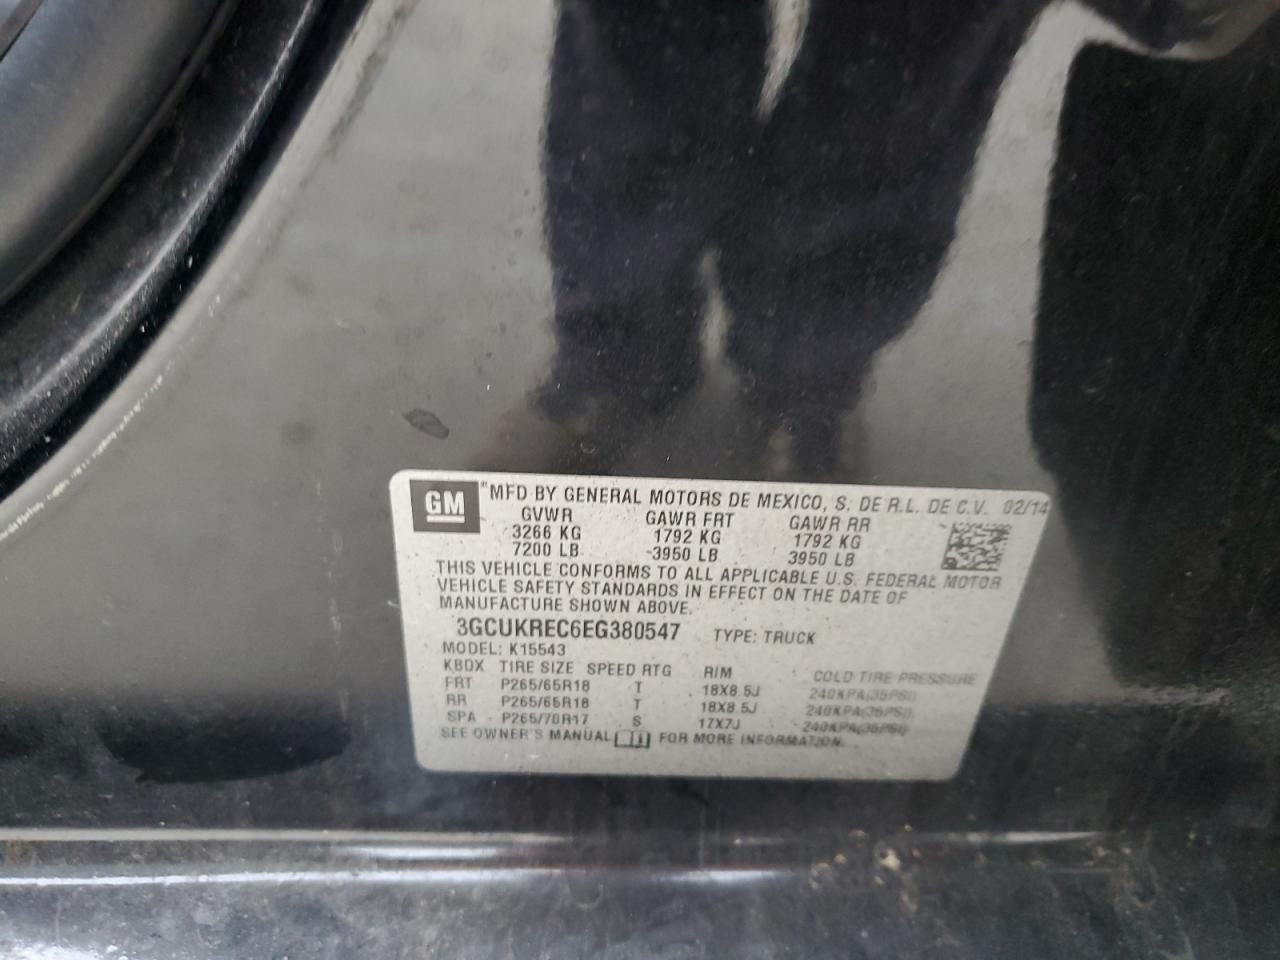 GM MFD BY GENERAL MOTORS DE MEXICO, S. DE R.L. DE C.V. 02/14
GVWR GAWR FRT GAWR RR
3266 KG 1792 KG 1792 KG
7200 LB 3950 LB 3950 LB
THIS VEHICLE CONFORMS TO ALL APPLICABLE U.S. FEDERAL MOTOR
VEHICLE SAFETY STANDARDS IN EFFECT ON THE DATE OF
MANUFACTURE SHOWN ABOVE.
3GCUKREC6EG380547 TYPE: TRUCK
MODEL: K15543
KBDX TIRE SIZE SPEED RTG RIM COLD TIRE PRESSURE
FRT P265/65R18 T 18X8.5J 240KPA(35PSI)
RR P265/65R18 T 18X8.5J 240KPA(35PSI)
SPA P265/70R17 S 17X7J 240KPA(35PSI)
SEE OWNER'S MANUAL FOR MORE INFORMATION.